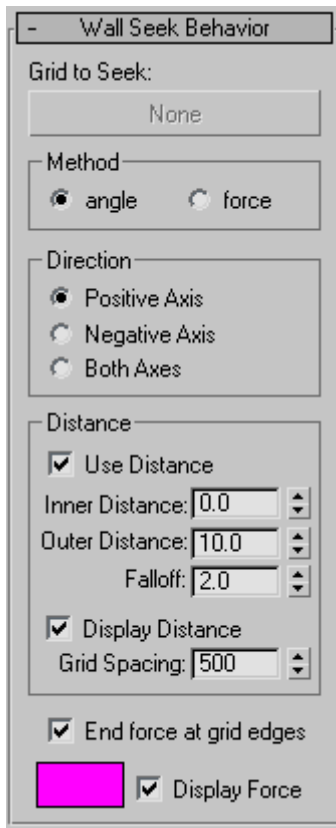 - Wall Seek Behavior
Grid to Seek:
None
Method
angle force
Direction
Positive Axis
Negative Axis
Both Axes
Distance
Use Distance
Inner Distance: 0.0
Outer Distance: 10.0
Falloff: 2.0
Display Distance
Grid Spacing: 500
End force at grid edges
Display Force